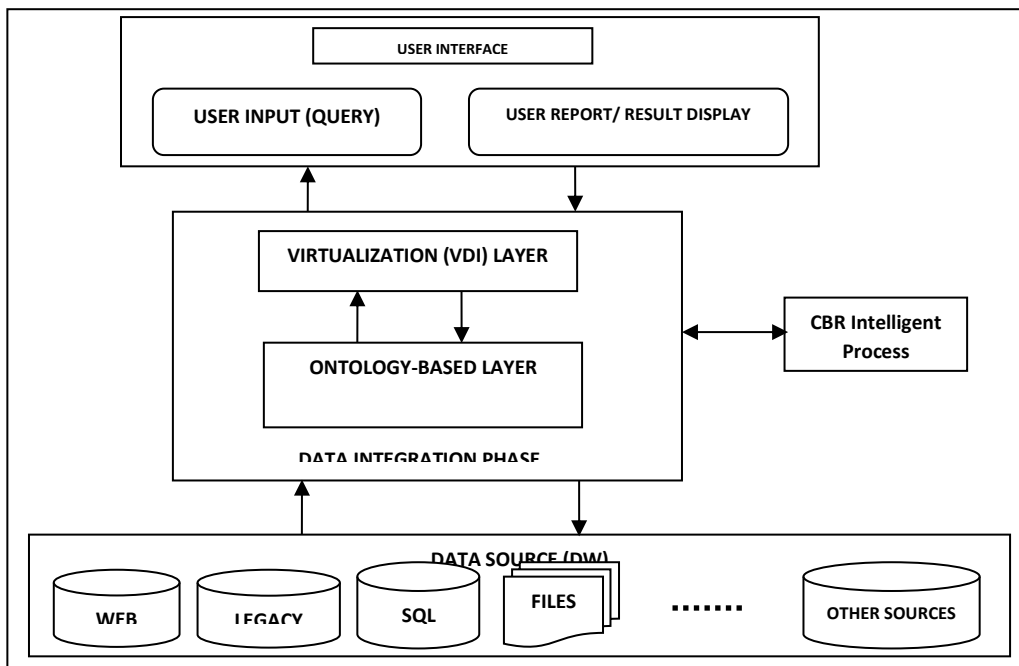 USER INTERFACE
USER INPUT (QUERY)
USER REPORT/ RESULT DISPLAY
VIRTUALIZATION (VDI) LAYER
CBR Intelligent
Process
ONTOLOGY-BASED LAYER
DATA INTEGRATION PHASE
DATA SOURCE (DW)
WEB
LEGACY
SQL
FILES
.......
OTHER SOURCES